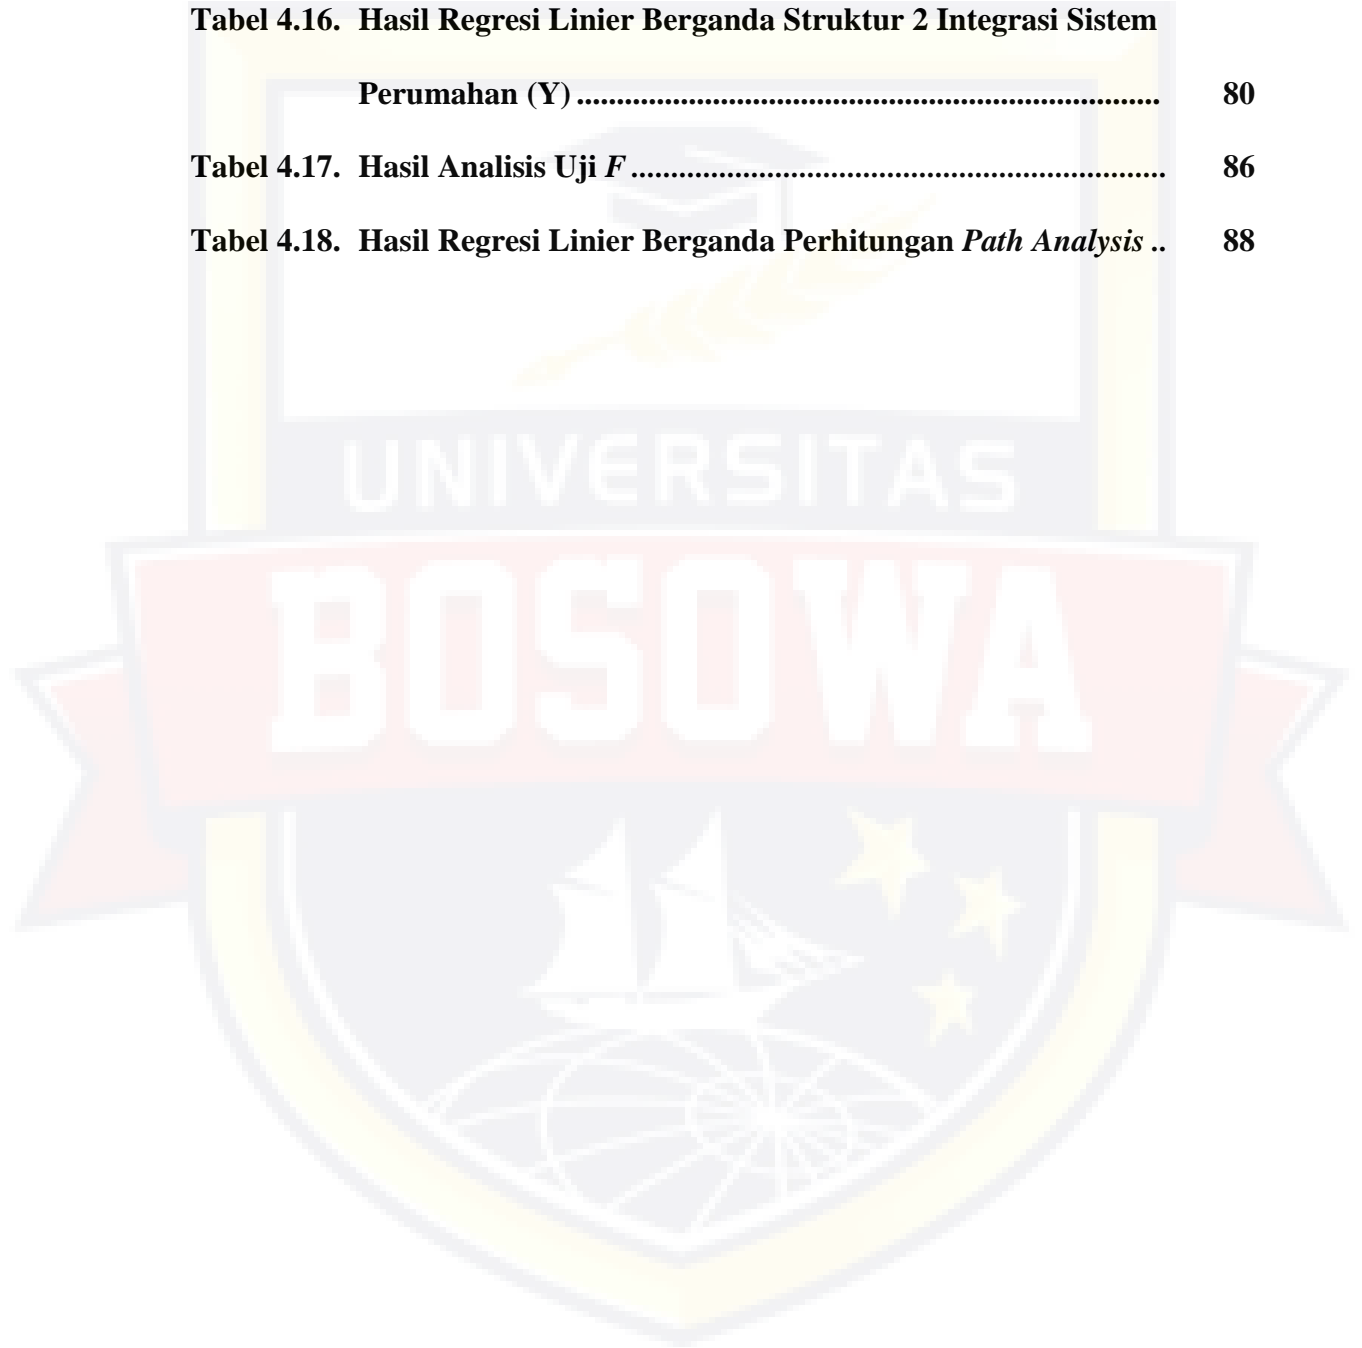 Tabel 4.16. Hasil Regresi Linier Berganda Struktur 2 Integrasi Sistem
Perumahan (Y) ......................................................................... 80
Tabel 4.17. Hasil Analisis Uji F ................................................................... 86
Tabel 4.18. Hasil Regresi Linier Berganda Perhitungan Path Analysis .. 88
UNIVERSITAS
BOSOWA